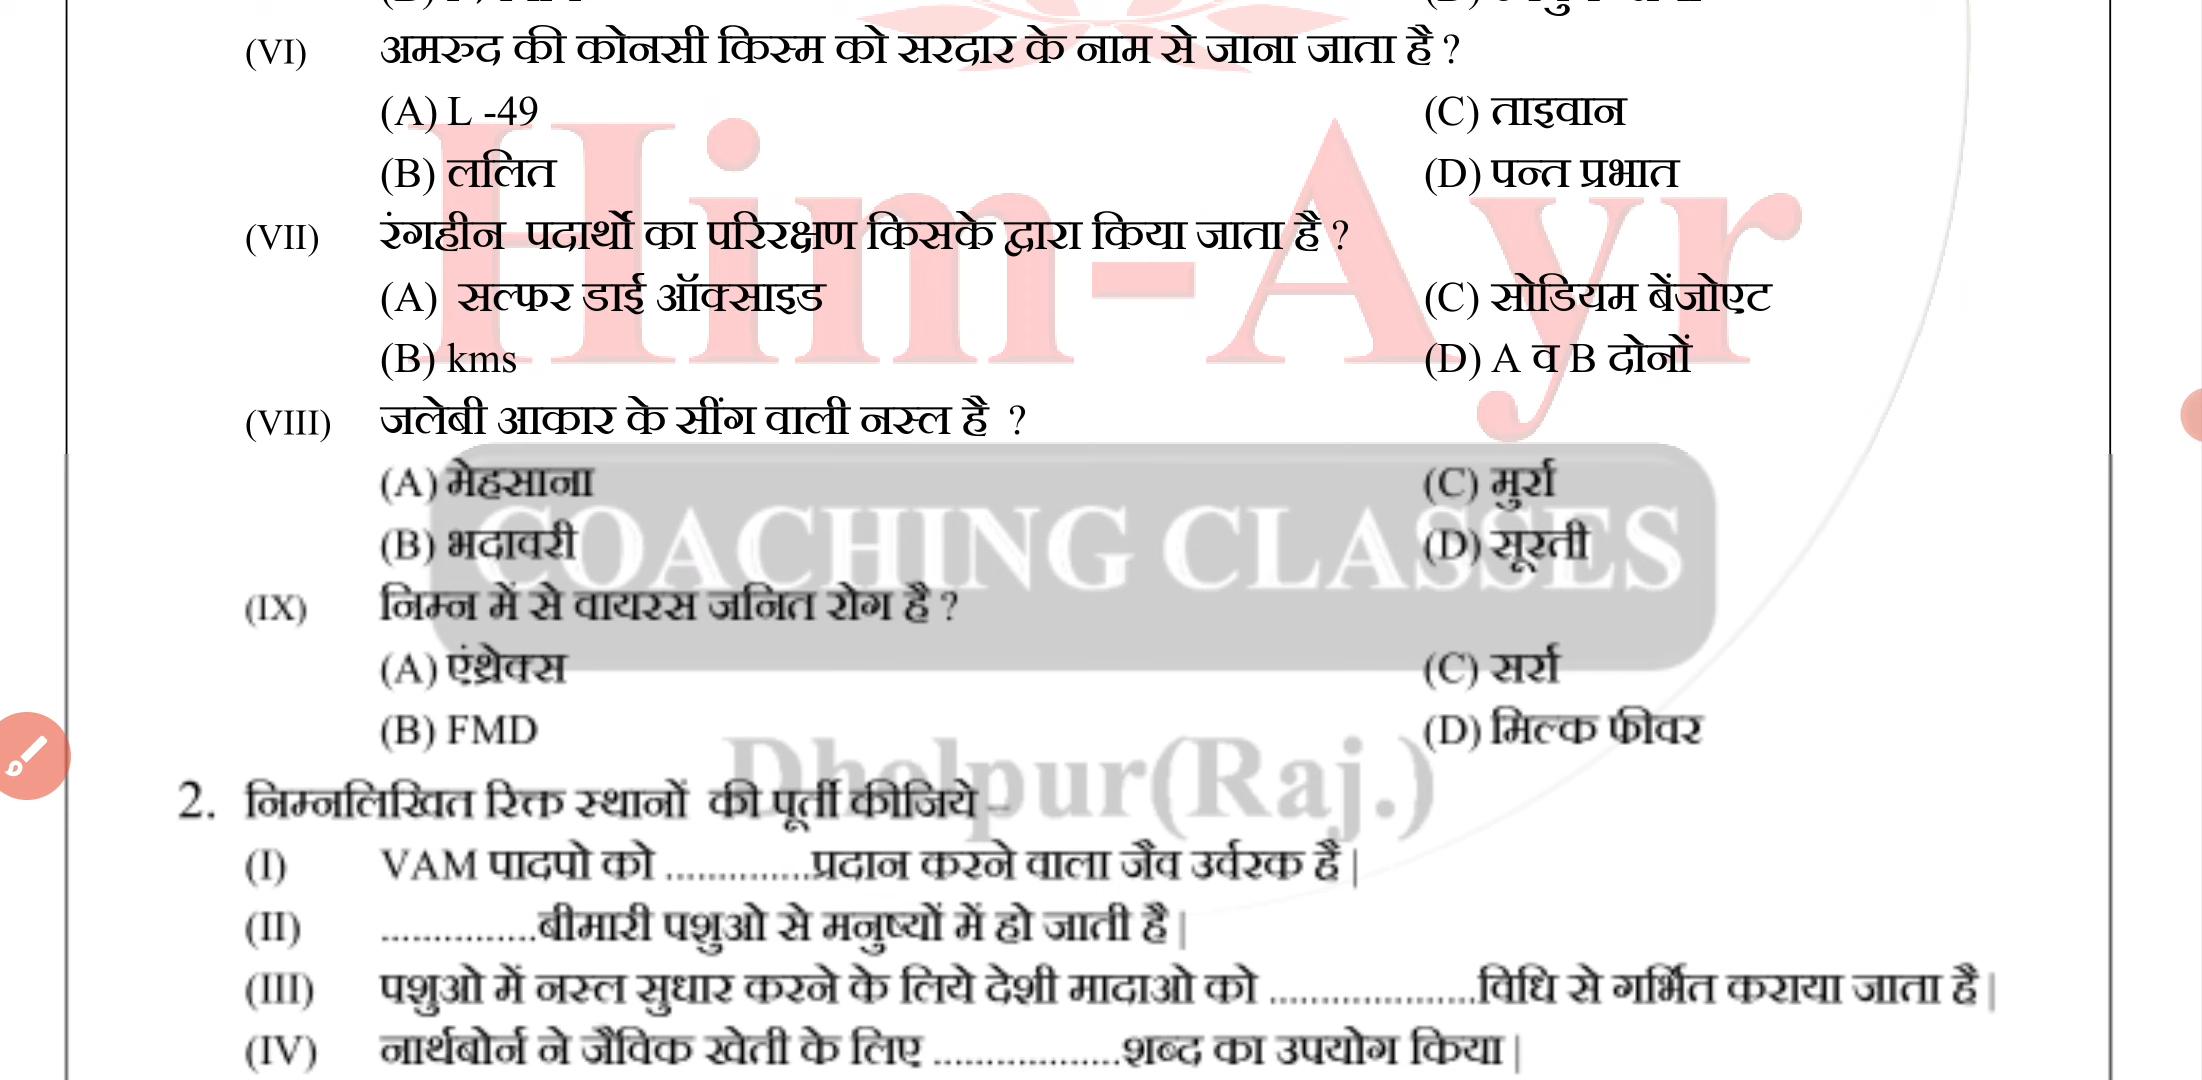 (VI) अमरुद की कोनसी किस्म को सरदार के नाम से जाना जाता है ?
(A) L -49 (C) ताइवान
(B) ललित (D) पन्त प्रभात
(VII) रंगहीन पदार्थो का परिरक्षण किसके द्वारा किया जाता है ?
(A) सल्फर डाई ऑक्साइड (C) सोडियम बेंजोएट
(B) kms (D) A व B दोनों
(VIII) जलेबी आकार के सींग वाली नस्ल है ?
(A) मेहसाना (C) मुर्रा
(B) भदावरी (D) सूरती
(IX) निम्न में से वायरस जनित रोग है ?
(A) एंथ्रेक्स (C) सर्रा
(B) FMD (D) मिल्क फीवर
2. निम्नलिखित रिक्त स्थानों की पूर्ती कीजिये –
(I) VAM पादपो को ..............प्रदान करने वाला जैव उर्वरक है |
(II) ...............बीमारी पशुओ से मनुष्यों में हो जाती है |
(III) पशुओ में नस्ल सुधार करने के लिये देशी मादाओ को ....................विधि से गर्भित कराया जाता है |
(IV) नार्थबोर्न ने जैविक खेती के लिए ..................शब्द का उपयोग किया |
Him-Ayr
COACHING CLASSES
Dholpur(Raj.)